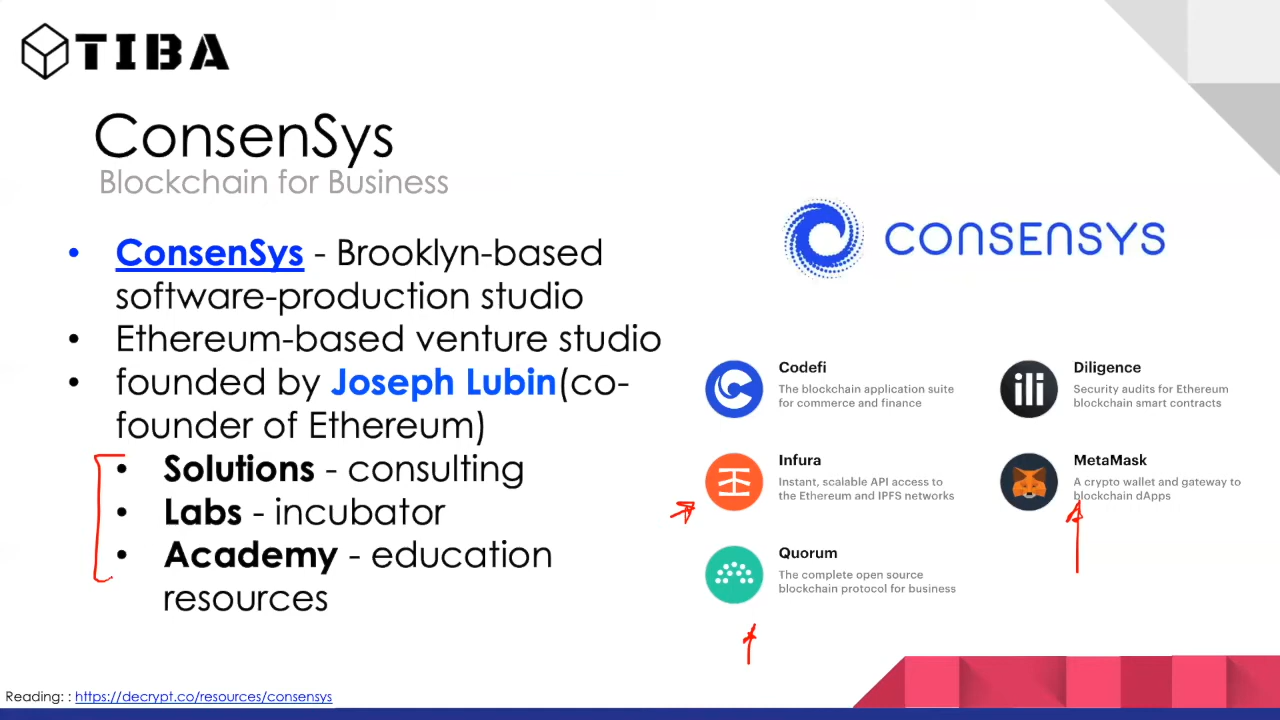 TIBA
ConsenSys
Blockchain for Business
• ConsenSys - Brooklyn-based
software-production studio
• Ethereum-based venture studio
• founded by Joseph Lubin(co-
founder of Ethereum)
• Solutions - consulting
• Labs - incubator
• Academy - education
resources
CONSENSYS
Codefi
The blockchain application suite
for commerce and finance
Diligence
Security audits for Ethereum
blockchain smart contracts
Infura
Instant, scalable API access to
the Ethereum and IPFS networks
MetaMask
A crypto wallet and gateway to
blockchain dApps
Quorum
The complete open source
blockchain protocol for business
Reading: : https://decrypt.co/resources/consensys